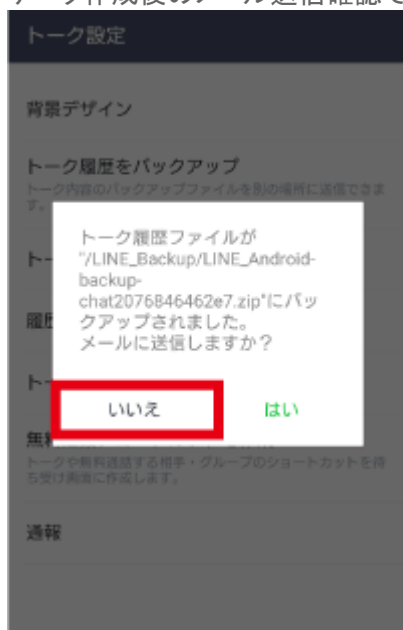 トーク設定
背景デザイン
トーク履歴をバックアップ
トーク内容のバックアップファイルを別の場所に送信できま
す。
トーク履歴ファイルが
"/LINE_Backup/LINE_Android-
backup-
chat2076846462e7.zip"にバッ
クアップされました。
メールに送信しますか？
いいえ
はい
トークや無料通話する相手・グループのショートカットを待
ち受け画面に作成します。
通報